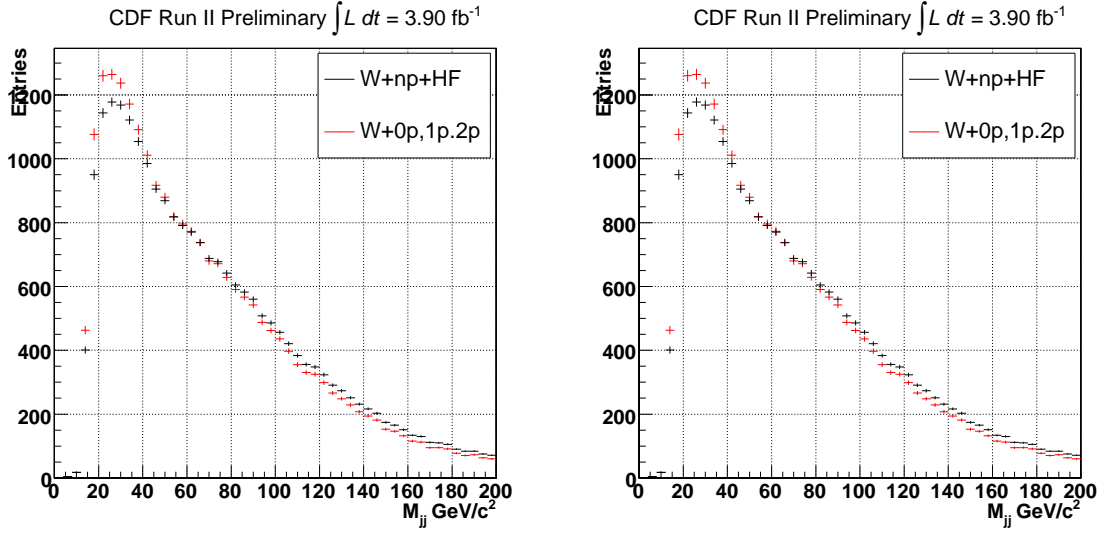 CDF Run II Preliminary ∫L dt = 3.90 fb⁻¹
Entries
W+np+HF
W+0p,1p.2p
1200
1000
800
600
400
200
0
0 20 40 60 80 100 120 140 160 180 200
M_jj GeV/c²
CDF Run II Preliminary ∫L dt = 3.90 fb⁻¹
Entries
W+np+HF
W+0p,1p.2p
1200
1000
800
600
400
200
0
0 20 40 60 80 100 120 140 160 180 200
M_jj GeV/c²